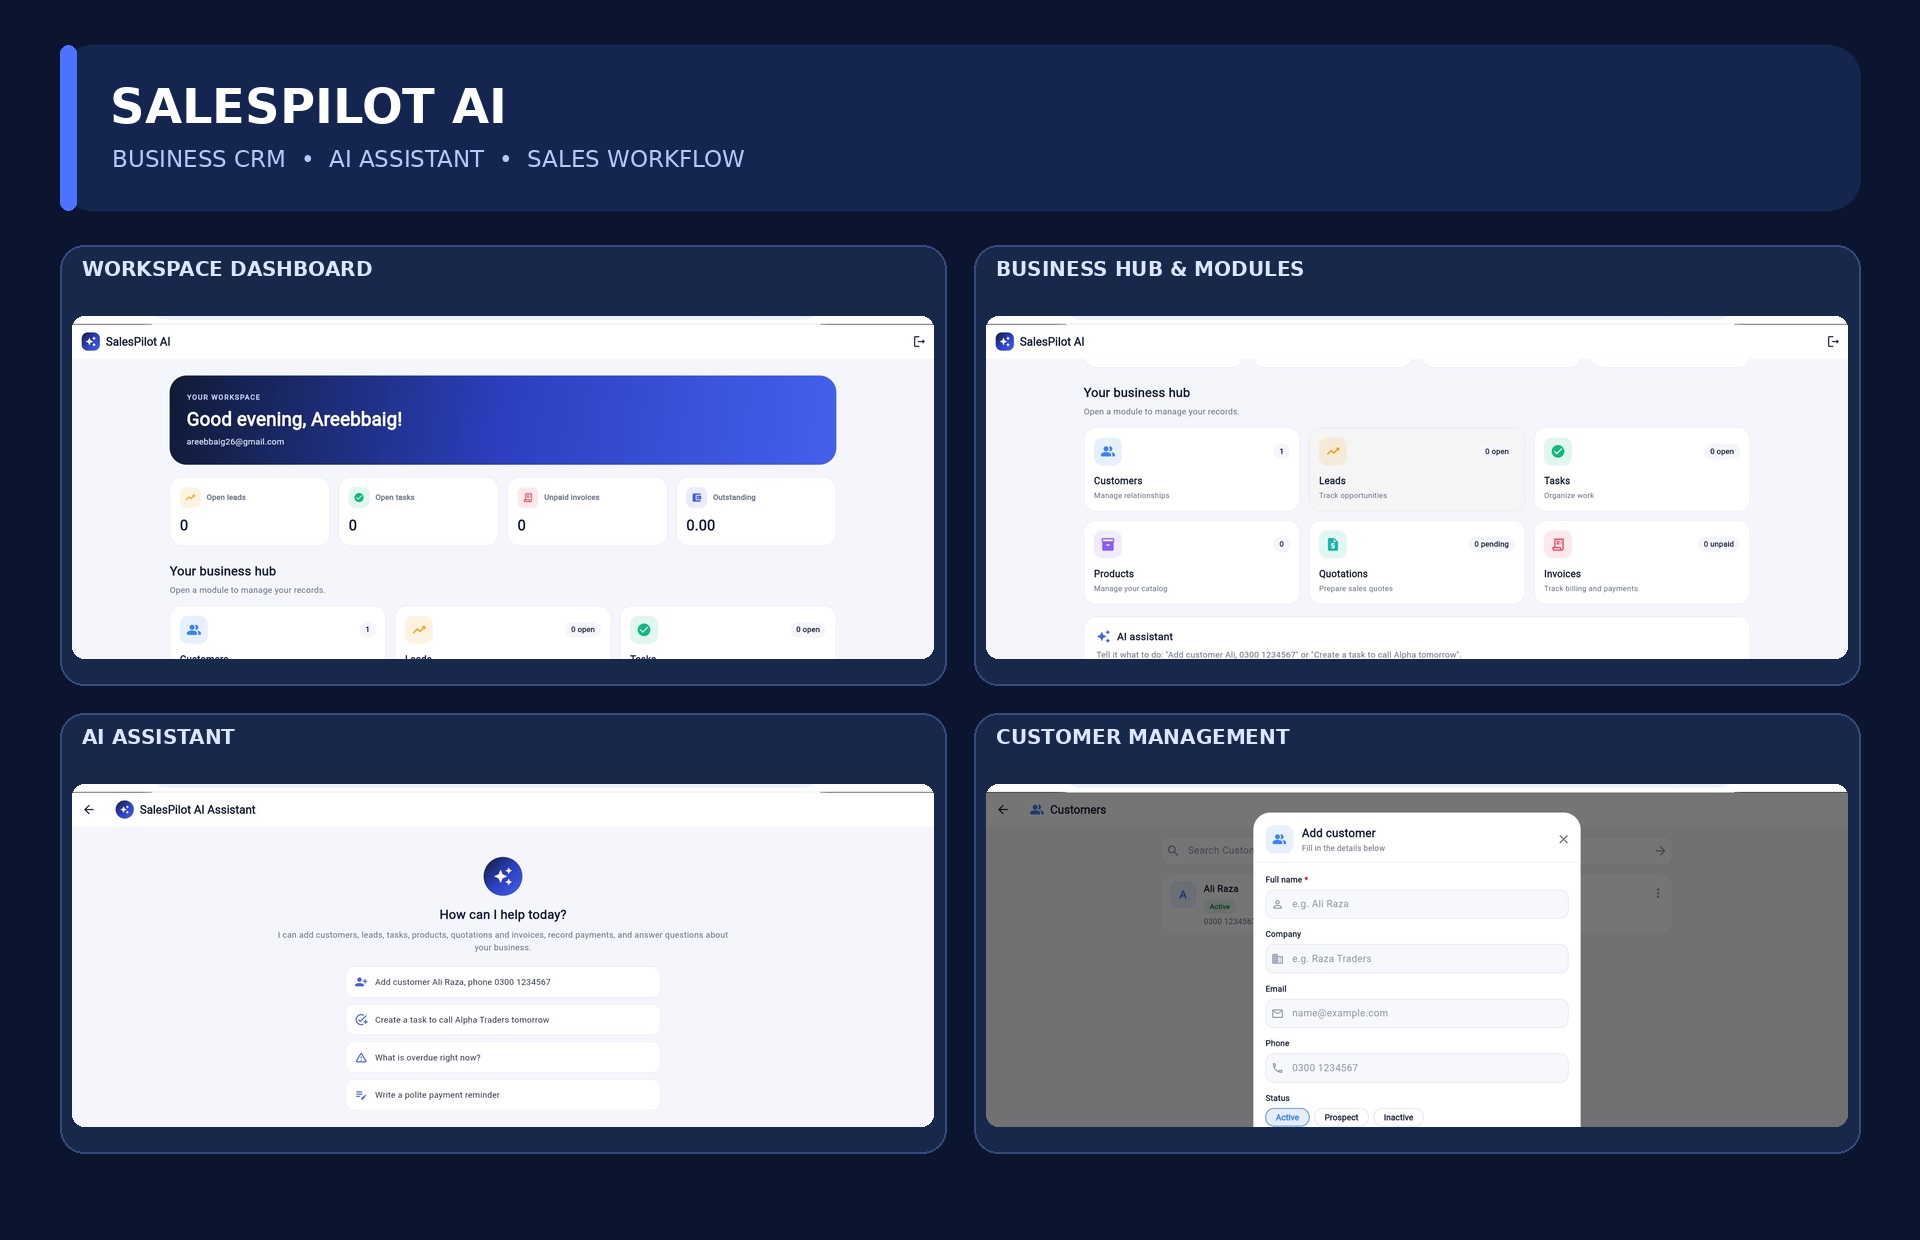 SALESPILOT AI
BUSINESS CRM • AI ASSISTANT • SALES WORKFLOW
WORKSPACE DASHBOARD
SalesPilot AI
YOUR WORKSPACE
Good evening, Areebbaig!
areebbaig26@gmail.com
Open leads
0
Open tasks
0
Unpaid invoices
0
Outstanding
0.00
Your business hub
Open a module to manage your records.
1
Customers
0 open
Leads
0 open
Tasks
BUSINESS HUB & MODULES
SalesPilot AI
Your business hub
Open a module to manage your records.
1
Customers
Manage relationships
0 open
Leads
Track opportunities
0 open
Tasks
Organize work
0
Products
Manage your catalog
0 pending
Quotations
Prepare sales quotes
0 unpaid
Invoices
Track billing and payments
AI assistant
Tell it what to do: "Add customer Ali, 0300 1234567" or "Create a task to call Alpha tomorrow".
AI ASSISTANT
SalesPilot AI Assistant
How can I help today?
I can add customers, leads, tasks, products, quotations and invoices, record payments, and answer questions about
your business.
Add customer Ali Raza, phone 0300 1234567
Create a task to call Alpha Traders tomorrow
What is overdue right now?
Write a polite payment reminder
CUSTOMER MANAGEMENT
Customers
Search Custon
A
Ali Raza
Active
0300 123456
Add customer
Fill in the details below
Full name *
e.g. Ali Raza
Company
e.g. Raza Traders
Email
name@example.com
Phone
0300 1234567
Status
Active
Prospect
Inactive